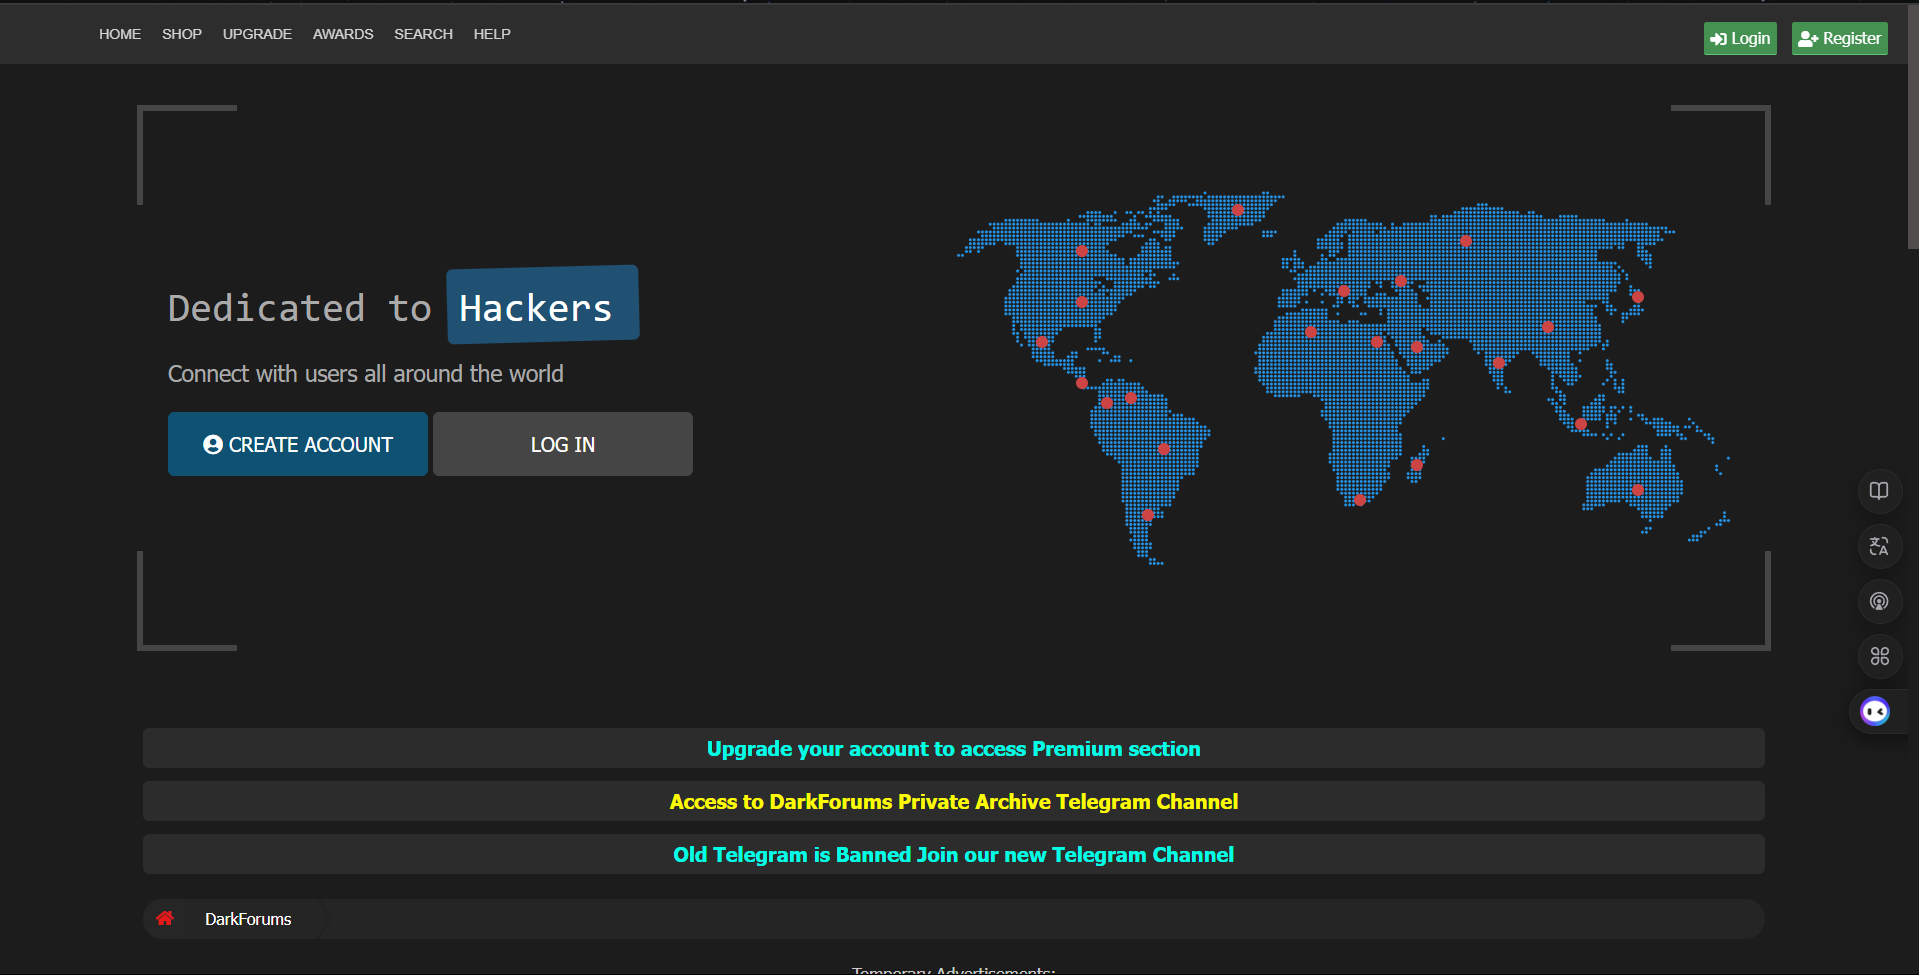 HOME SHOP UPGRADE AWARDS SEARCH HELP Login Register
Dedicated to Hackers
Connect with users all around the world
CREATE ACCOUNT LOG IN
Upgrade your account to access Premium section
Access to DarkForums Private Archive Telegram Channel
Old Telegram is Banned Join our new Telegram Channel
DarkForums
Temporary Advertisements: